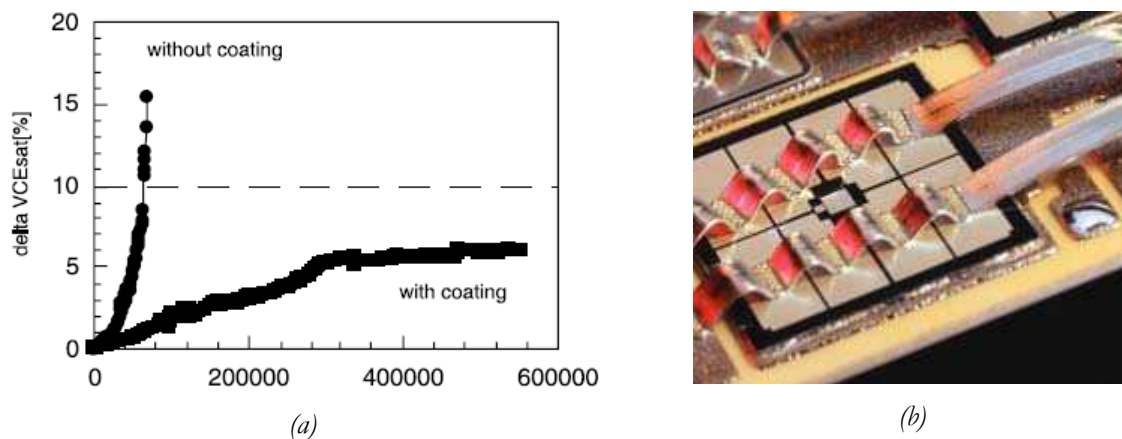 20
without coating
15
delta VCEsat[%]
10
5
with coating
0
0 200000 400000 600000
(a)
(b)